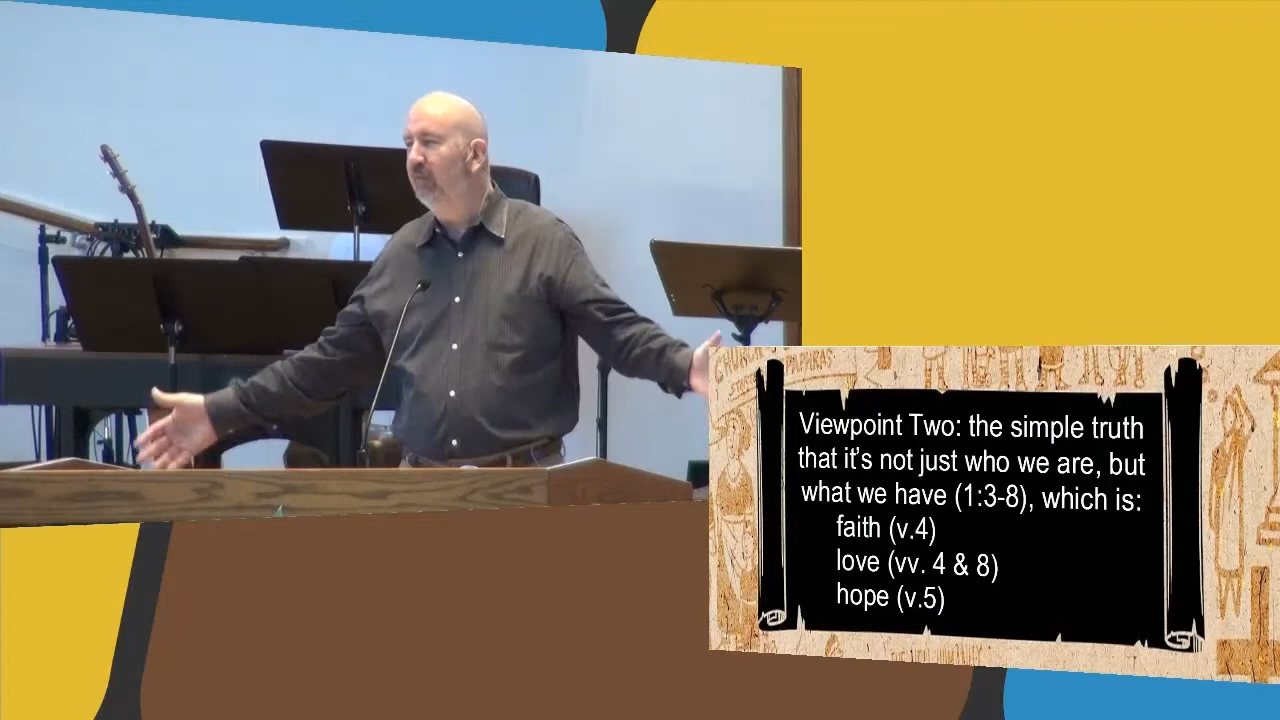 Viewpoint Two: the simple truth
that it's not just who we are, but
what we have (1:3-8), which is:
faith (v.4)
love (vv. 4 & 8)
hope (v.5)